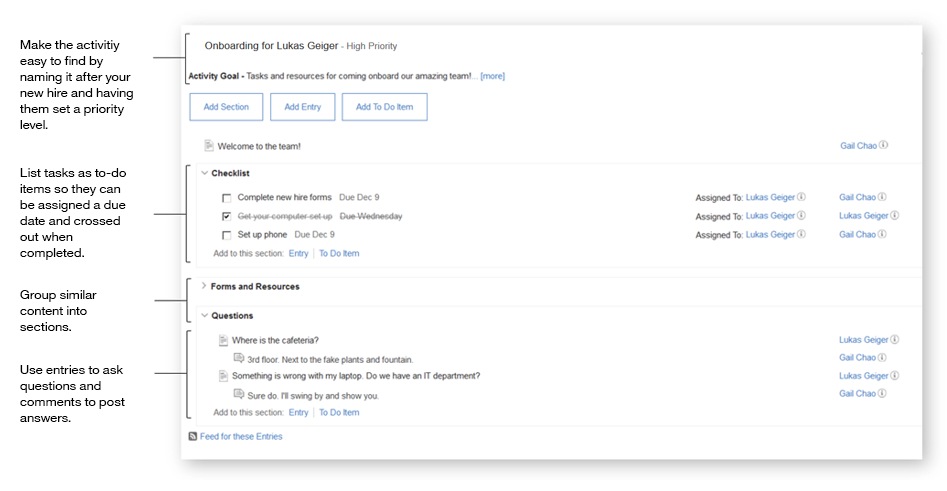 Make the activitiy
easy to find by
naming it after your
new hire and having
them set a priority
level.
List tasks as to-do
items so they can
be assigned a due
date and crossed
out when
completed.
Group similar
content into
sections.
Use entries to ask
questions and
comments to post
answers.
Onboarding for Lukas Geiger - High Priority
Activity Goal - Tasks and resources for coming onboard our amazing team!... [more]
Add Section Add Entry Add To Do Item
Welcome to the team! Gail Chao
Checklist
Complete new hire forms Due Dec 9 Assigned To: Lukas Geiger Gail Chao
Get your computer set up Due Wednesday Assigned To: Lukas Geiger Lukas Geiger
Set up phone Due Dec 9 Assigned To: Lukas Geiger Gail Chao
Add to this section: Entry | To Do Item
Forms and Resources
Questions
Where is the cafeteria? Lukas Geiger
3rd floor. Next to the fake plants and fountain. Gail Chao
Something is wrong with my laptop. Do we have an IT department? Lukas Geiger
Sure do. I'll swing by and show you. Gail Chao
Add to this section: Entry | To Do Item
Feed for these Entries